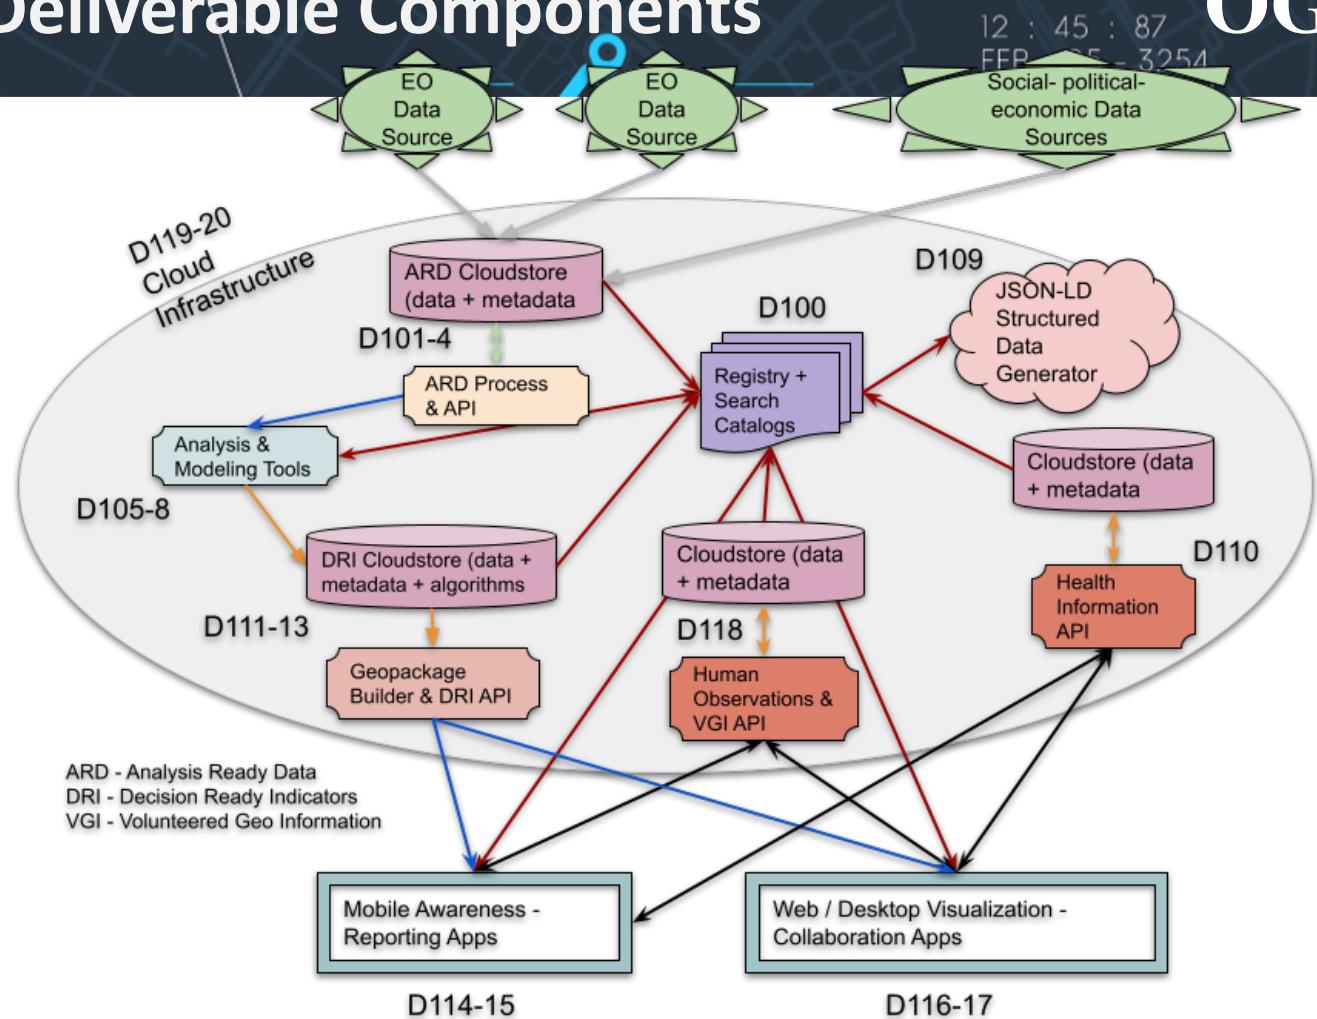 Deliverable Components
12 : 45 : 87
OG
FEB - 05 - 3254
EO
Data
Source
EO
Data
Source
Social- political-
economic Data
Sources
D119-20
Cloud
Infrastructure
ARD Cloudstore
(data + metadata
D101-4
ARD Process
& API
D100
Registry +
Search
Catalogs
D109
JSON-LD
Structured
Data
Generator
Analysis &
Modeling Tools
D105-8
Cloudstore (data
+ metadata
D110
Health
Information
API
DRI Cloudstore (data +
metadata + algorithms
D111-13
Geopackage
Builder & DRI API
Cloudstore (data
+ metadata
D118
Human
Observations &
VGI API
ARD - Analysis Ready Data
DRI - Decision Ready Indicators
VGI - Volunteered Geo Information
Mobile Awareness -
Reporting Apps
D114-15
Web / Desktop Visualization -
Collaboration Apps
D116-17